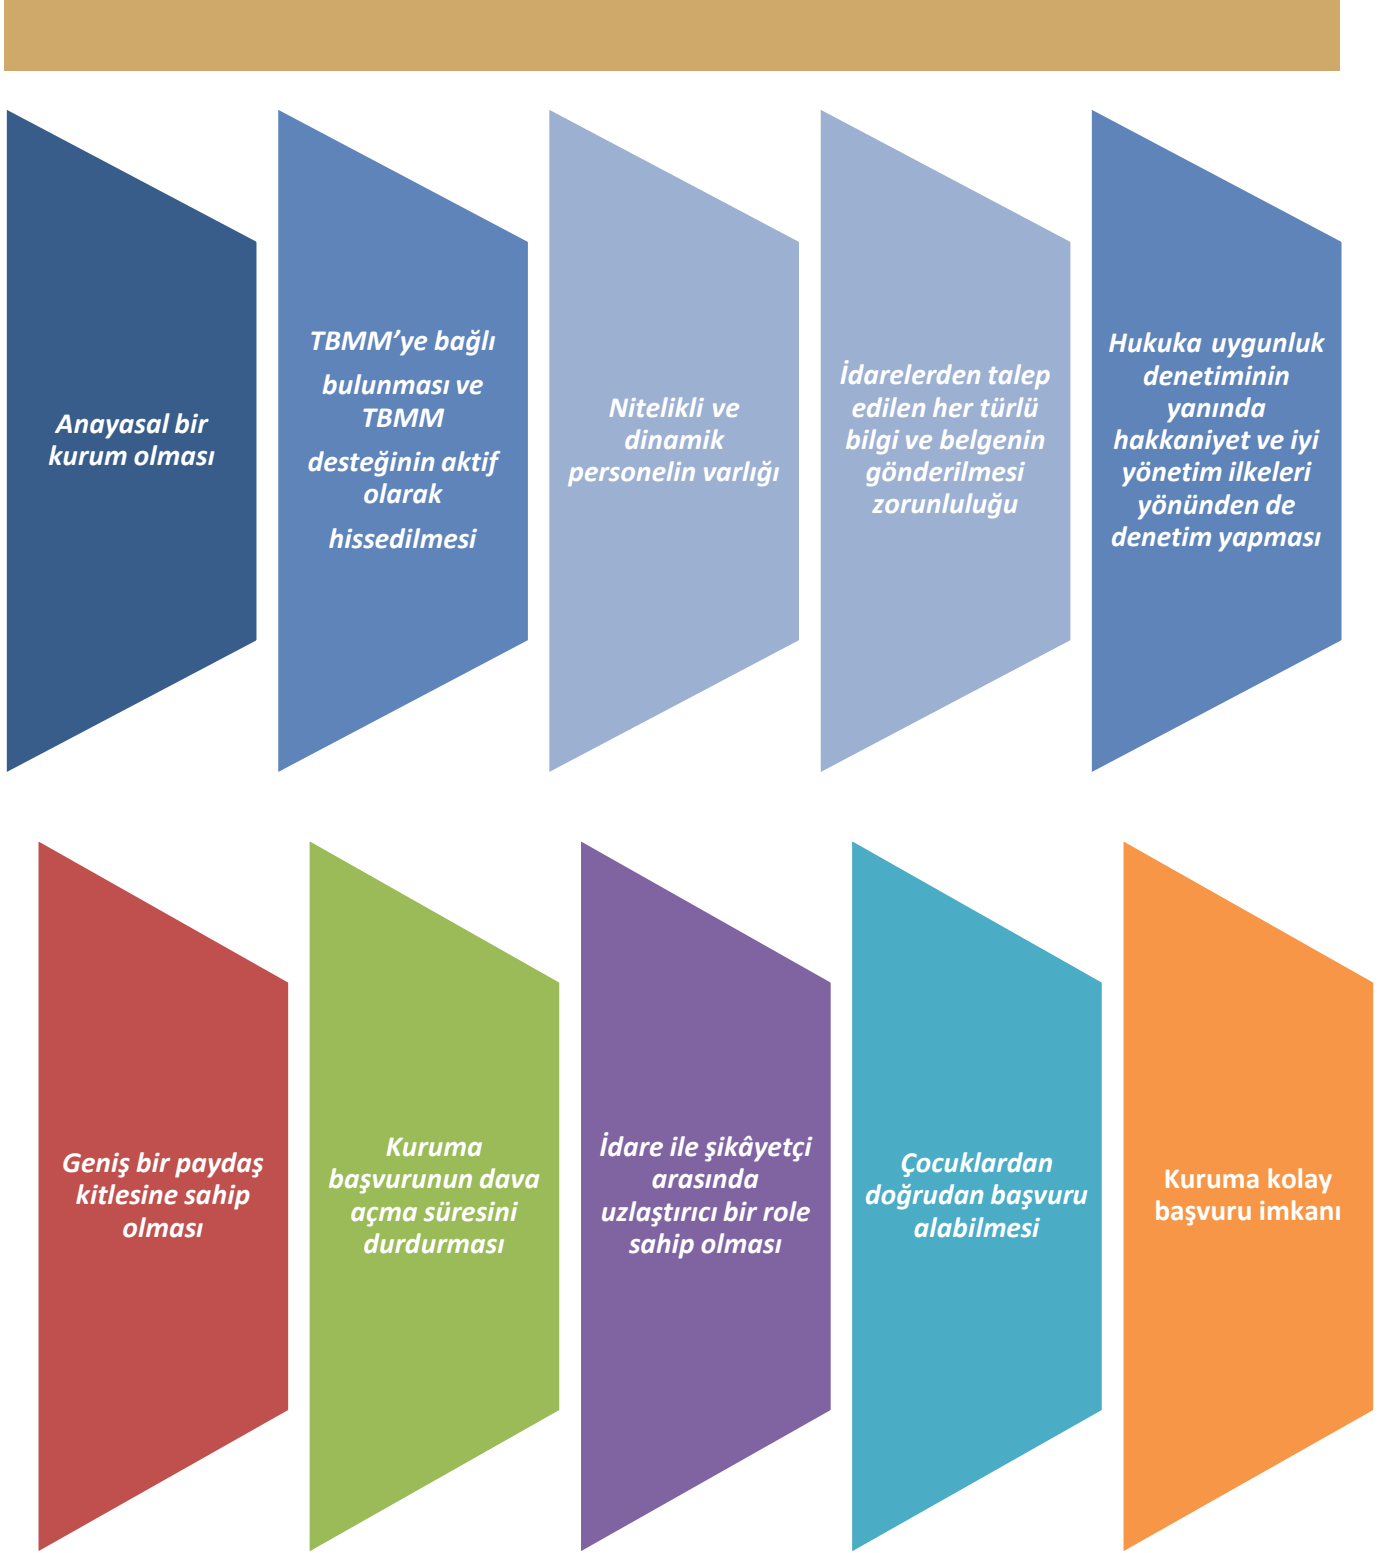 Anayasal bir
kurum olması
TBMM’ye bağlı
bulunması ve
TBMM
desteğinin aktif
olarak
hissedilmesi
Nitelikli ve
dinamik
personelin varlığı
İdarelerden talep
edilen her türlü
bilgi ve belgenin
gönderilmesi
zorunluluğu
Hukuka uygunluk
denetiminin
yanında
hakkaniyet ve iyi
yönetim ilkeleri
yönünden de
denetim yapması
Geniş bir paydaş
kitlesine sahip
olması
Kuruma
başvurunun dava
açma süresini
durdurması
İdare ile şikâyetçi
arasında
uzlaştırıcı bir role
sahip olması
Çocuklardan
doğrudan başvuru
alabilmesi
Kuruma kolay
başvuru imkanı